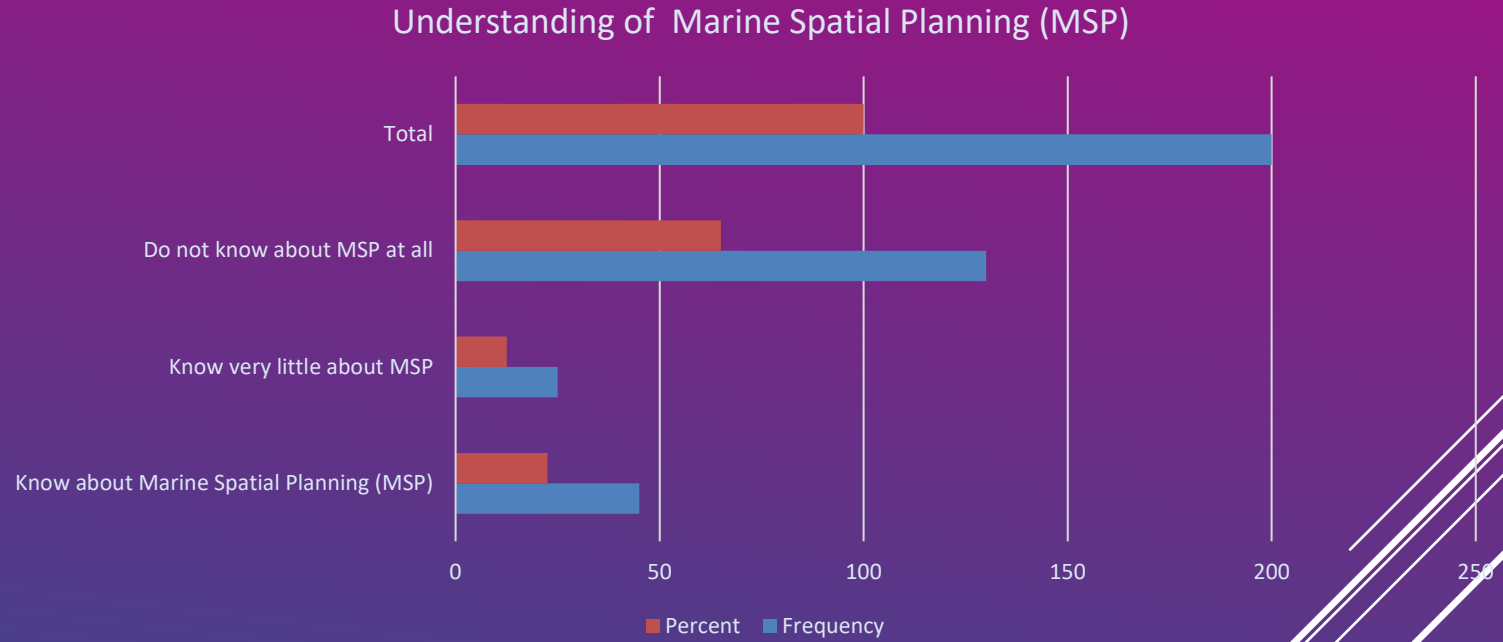 Understanding of  Marine Spatial Planning (MSP)
Total
Do not know about MSP at all
Know very little about MSP
Know about Marine Spatial Planning (MSP)
0 50 100 150 200 250
Percent Frequency